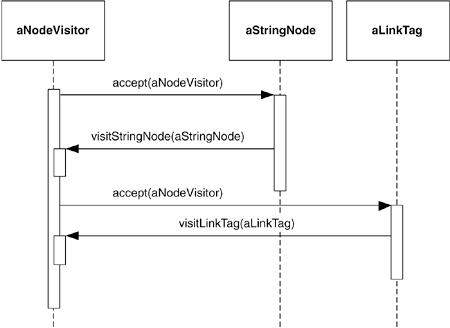 aNodeVisitor
aStringNode
aLinkTag
accept(aNodeVisitor)
visitStringNode(aStringNode)
accept(aNodeVisitor)
visitLinkTag(aLinkTag)